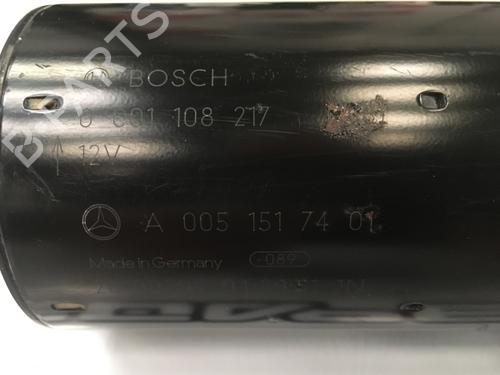 BOSCH
0 001 108 217
12V
A 005 151 74 01
Made in Germany 089
B-PARTS